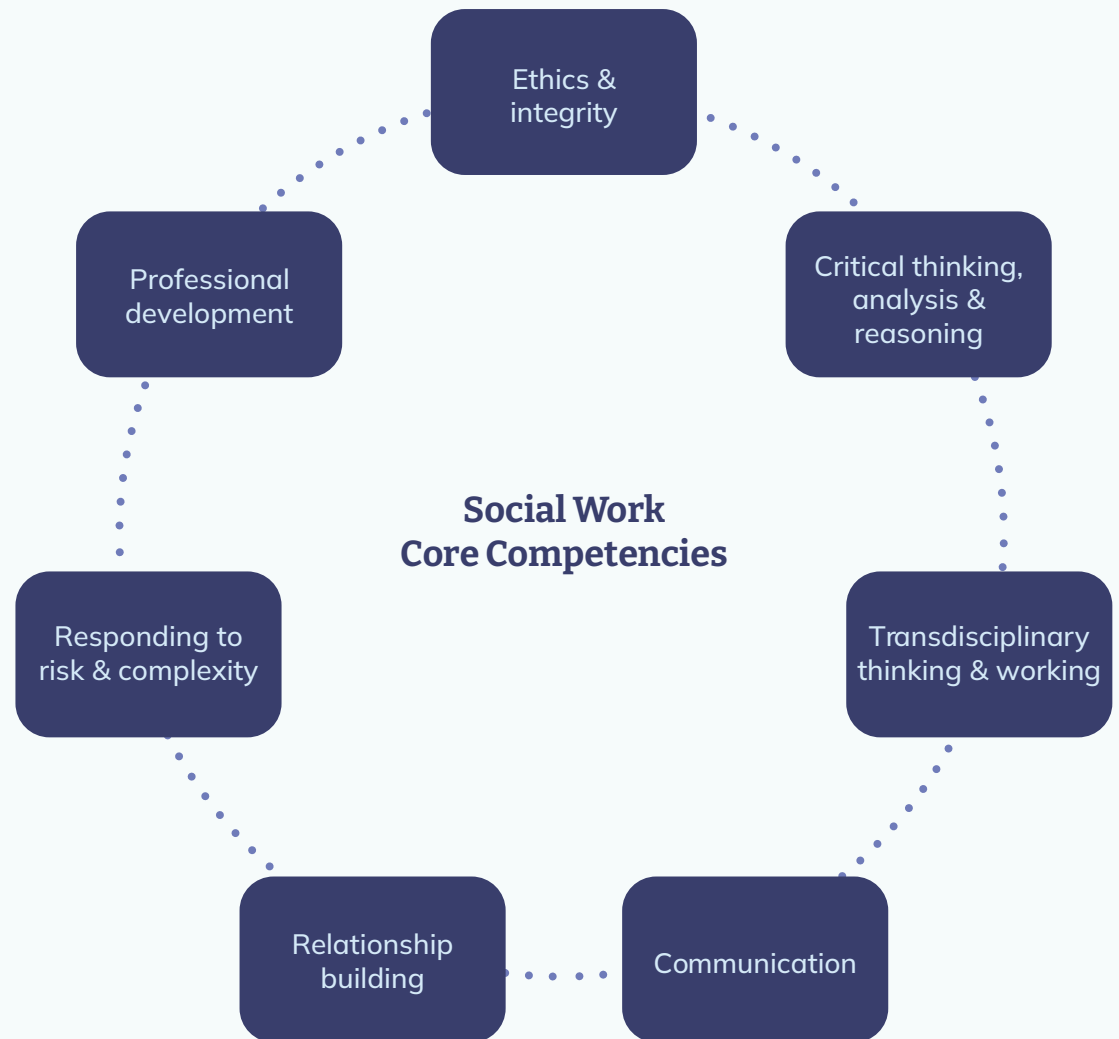 Ethics &
integrity
Critical thinking,
analysis &
reasoning
Transdisciplinary
thinking & working
Communication
Relationship
building
Responding to
risk & complexity
Professional
development
Social Work
Core Competencies